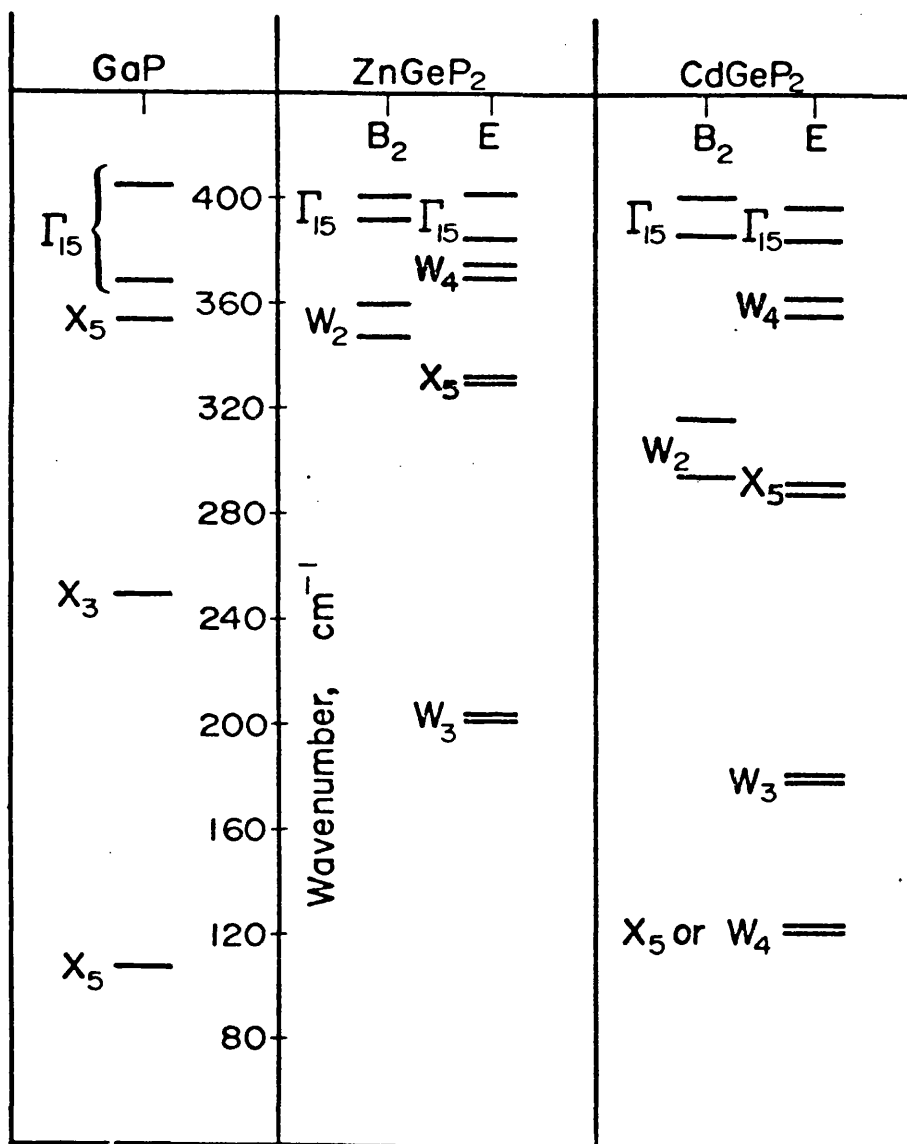 GaP ZnGeP₂ CdGeP₂
B₂ E B₂ E
400
Γ₁₅ Γ₁₅ Γ₁₅ Γ₁₅ Γ₁₅
W₄
X₅ 360 W₄
W₂
X₅
320
W₂ X₅
280
X₃
240
200 W₃
W₃
160
120 X₅ or W₄
X₅
80
Wavenumber, cm⁻¹